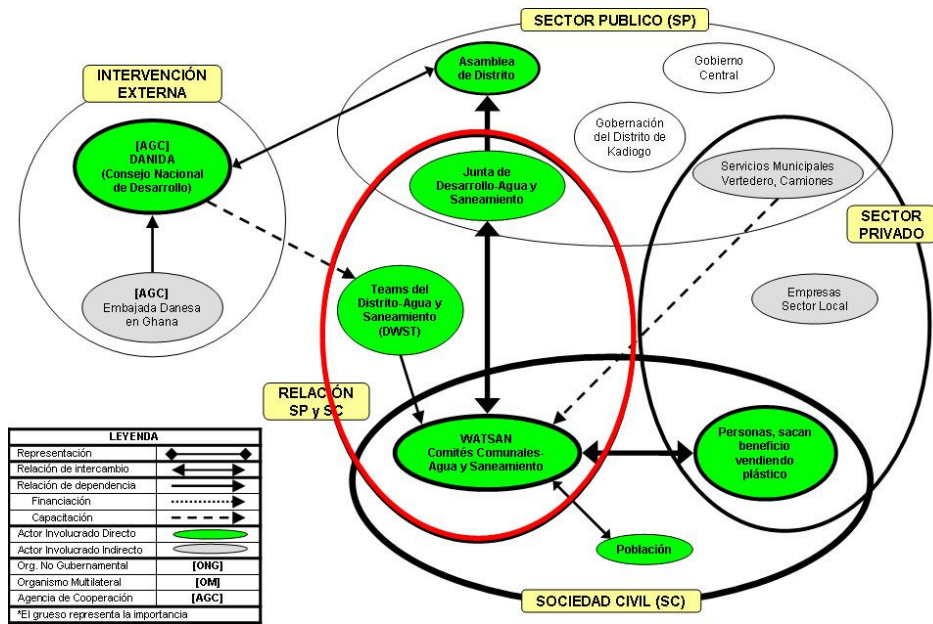 SECTOR PUBLICO (SP)
Asamblea
de Distrito
Gobierno
Central
Gobernación
del Distrito de
Kadiogo
Junta de
Desarrollo-Agua y
Saneamiento
Servicios Municipales
Vertedero, Camiones
INTERVENCIÓN
EXTERNA
[AGC]
DANIDA
(Consejo Nacional
de Desarrollo)
[AGC]
Embajada Danesa
en Ghana
SECTOR
PRIVADO
Empresas
Sector Local
Teams del
Distrito-Agua y
Saneamiento
(DWST)
RELACIÓN
SP y SC
WATSAN
Comités Comunales-
Agua y Saneamiento
Personas, sacan
beneficio
vendiendo
plástico
Población
SOCIEDAD CIVIL (SC)
LEYENDA
Representación
Relación de intercambio
Relación de dependencia
Financiación
Capacitación
Actor Involucrado Directo
Actor Involucrado Indirecto
Org. No Gubernamental [ONG]
Organismo Multilateral [OM]
Agencia de Cooperación [AGC]
*El grueso representa la importancia